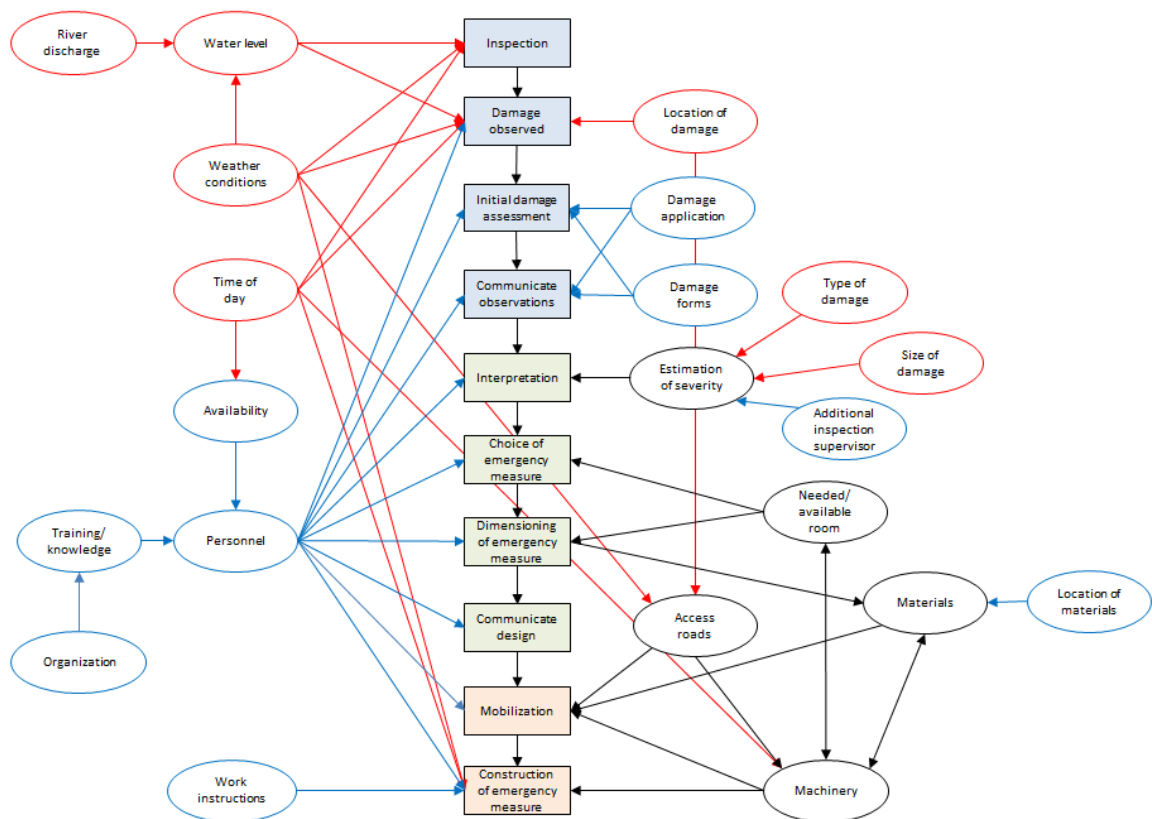 River
discharge
Water level
Inspection
Damage
observed
Location of
damage
Weather
conditions
Initial damage
assessment
Damage
application
Time of
day
Communicate
observations
Damage
forms
Type of
damage
Interpretation
Estimation
of severity
Size of
damage
Availability
Additional
inspection
supervisor
Choice of
emergency
measure
Needed/
available
room
Training/
knowledge
Personnel
Dimensioning
of emergency
measure
Materials
Location of
materials
Communicate
design
Access
roads
Organization
Mobilization
Work
instructions
Construction
of emergency
measure
Machinery